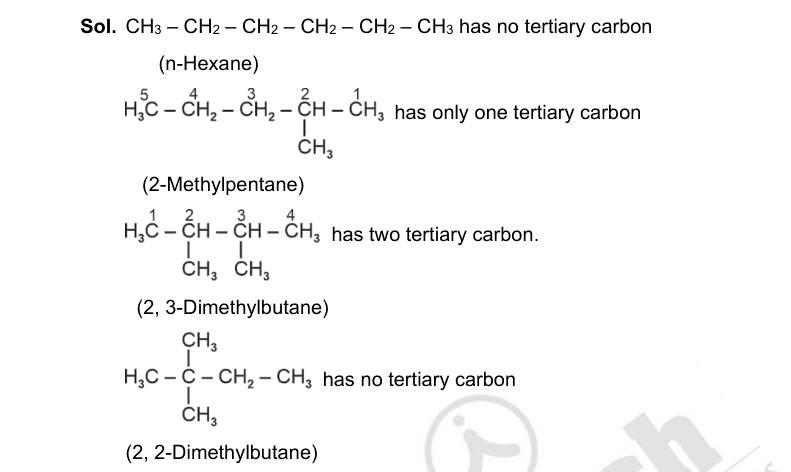 Sol. CH3 – CH2 – CH2 – CH2 – CH2 – CH3 has no tertiary carbon
(n-Hexane)
5 4 3 2 1
H₃C – CH₂ – CH₂ – CH – CH₃ has only one tertiary carbon
|
CH₃
(2-Methylpentane)
1 2 3 4
H₃C – CH – CH – CH₃ has two tertiary carbon.
| |
CH₃ CH₃
(2, 3-Dimethylbutane)
CH₃
|
H₃C – C – CH₂ – CH₃ has no tertiary carbon
|
CH₃
(2, 2-Dimethylbutane)